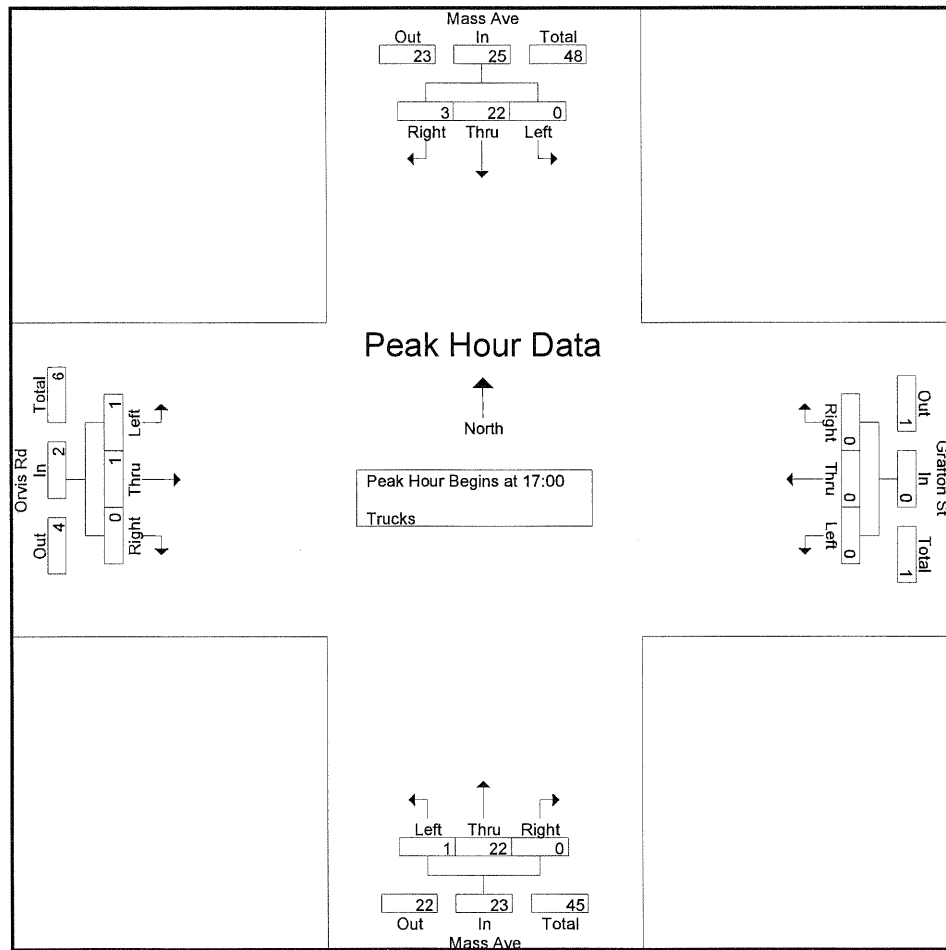 Mass Ave
Out In Total
23 25 48
3 22 0
Right Thru Left
Peak Hour Data
North
Peak Hour Begins at 17:00
Trucks
Orvis Rd
Out In Total
4 2 6
Right Thru Left
0 1 1
Grafton St
Out In Total
1 0 1
Right Thru Left
0 0 0
Left Thru Right
1 22 0
22 23 45
Out In Total
Mass Ave